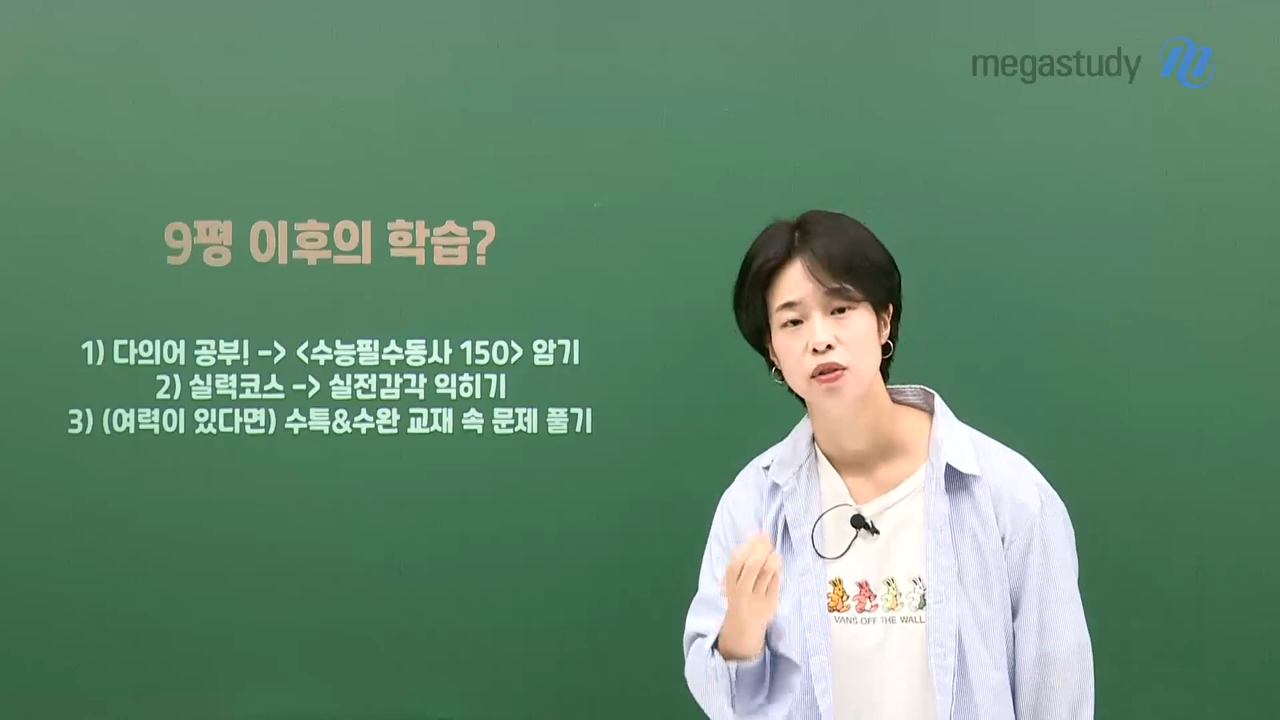 megastudy
9평 이후의 학습?
1) 다의어 공부! -> <수능필수동사 150> 암기
2) 실력코스 -> 실전감각 익히기
3) (여력이 있다면) 수특&수완 교재 속 문제 풀기
VANS OFF THE WALL